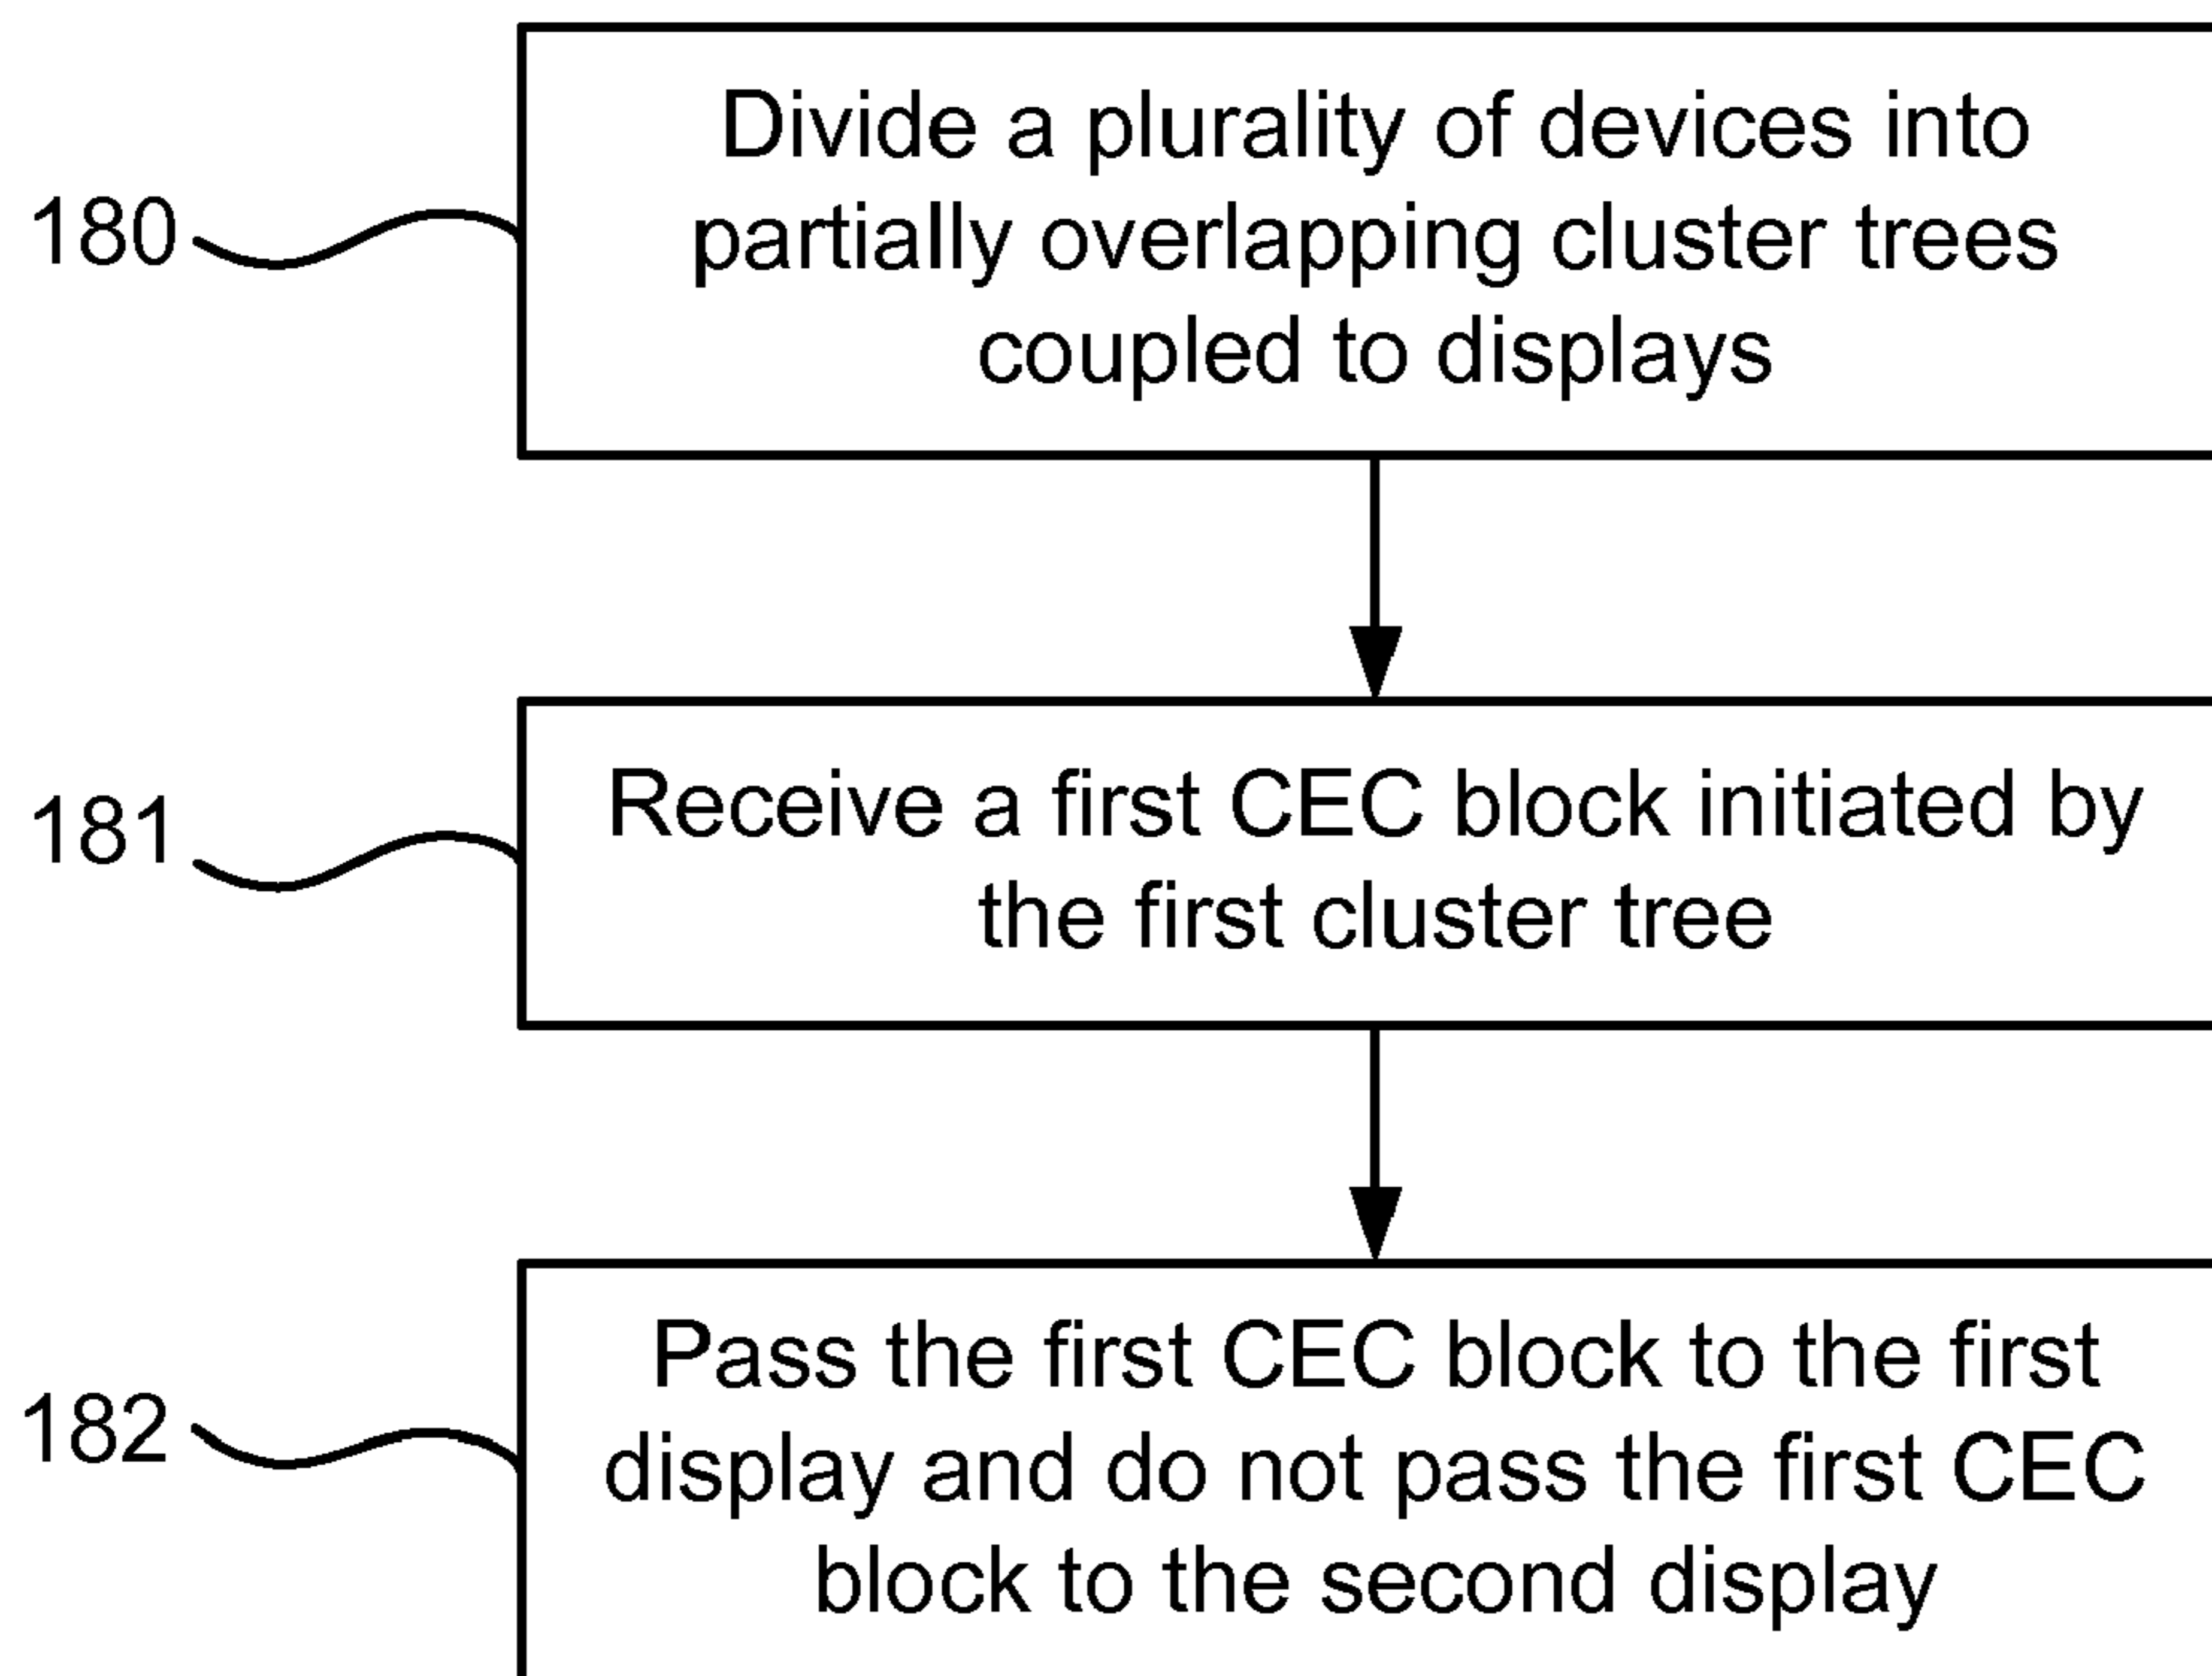 Divide a plurality of devices into
partially overlapping cluster trees
coupled to displays
180
Receive a first CEC block initiated by
the first cluster tree
181
Pass the first CEC block to the first
display and do not pass the first CEC
block to the second display
182